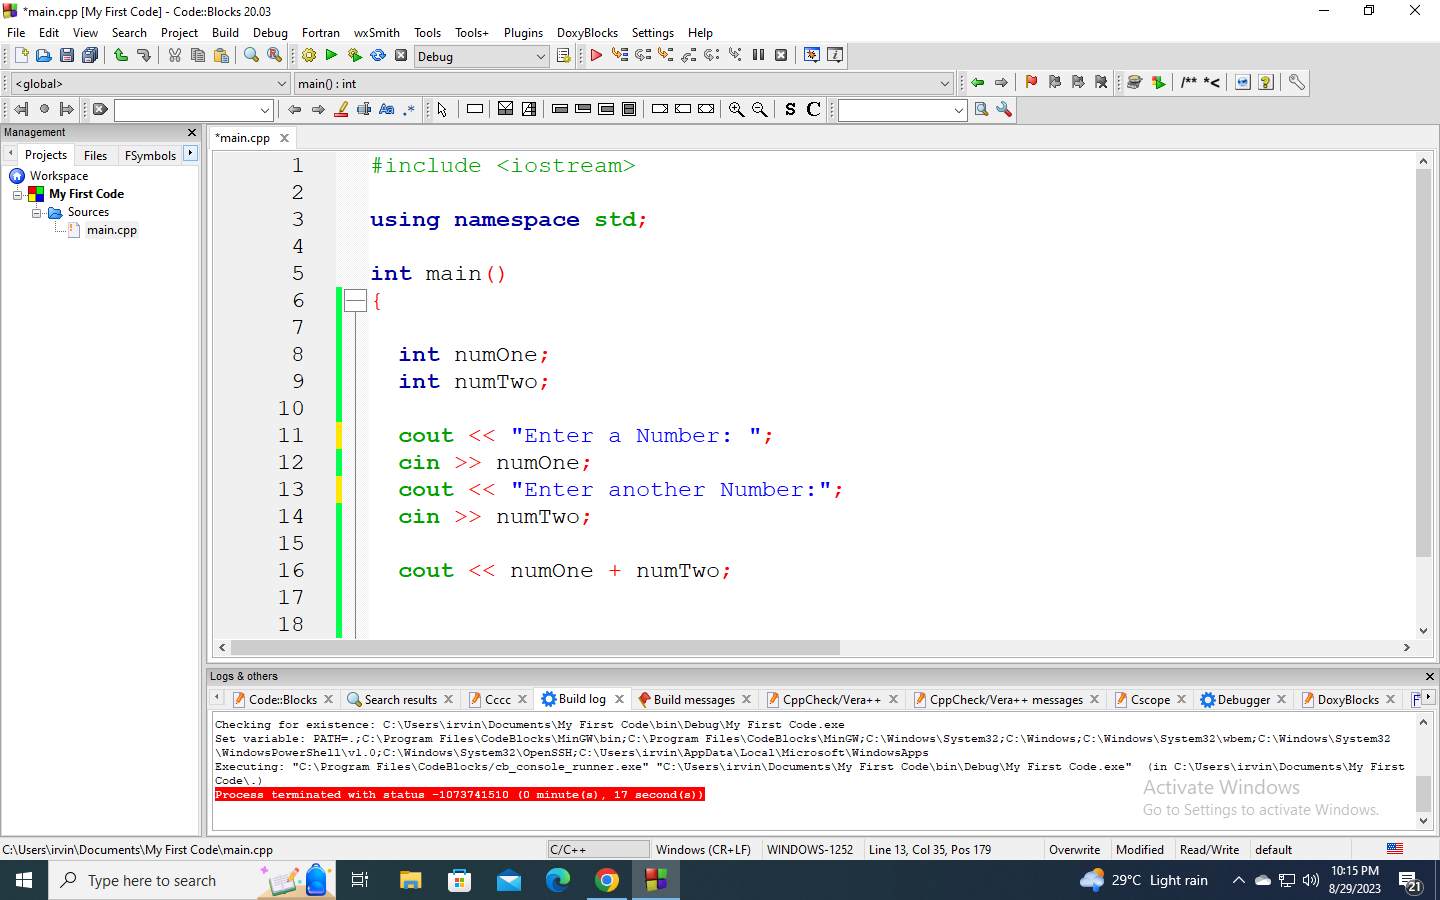 *main.cpp [My First Code] - Code::Blocks 20.03
File Edit View Search Project Build Debug Fortran wxSmith Tools Tools+ Plugins DoxyBlocks Settings Help
Debug
<global> main() : int
/** *<
Aa .*
S C
Management
*main.cpp
Projects Files FSymbols
Workspace
My First Code
Sources
main.cpp
1 #include <iostream>
2
3 using namespace std;
4
5 int main()
6 {
7
8 int numOne;
9 int numTwo;
10
11 cout << "Enter a Number: ";
12 cin >> numOne;
13 cout << "Enter another Number:";
14 cin >> numTwo;
15
16 cout << numOne + numTwo;
17
18
Logs & others
Code::Blocks Search results Cccc Build log Build messages CppCheck/Vera++ CppCheck/Vera++ messages Cscope Debugger DoxyBlocks F
Checking for existence: C:\Users\irvin\Documents\My First Code\bin\Debug\My First Code.exe
Set variable: PATH=.;C:\Program Files\CodeBlocks\MinGW\bin;C:\Program Files\CodeBlocks\MinGW;C:\Windows\System32;C:\Windows;C:\Windows\System32\wbem;C:\Windows\System32
\WindowsPowerShell\v1.0;C:\Windows\System32\OpenSSH;C:\Users\irvin\AppData\Local\Microsoft\WindowsApps
Executing: "C:\Program Files\CodeBlocks/cb_console_runner.exe" "C:\Users\irvin\Documents\My First Code\bin\Debug\My First Code.exe" (in C:\Users\irvin\Documents\My First
Code\.)
Process terminated with status -1073741510 (0 minute(s), 17 second(s))
Activate Windows
Go to Settings to activate Windows.
C:\Users\irvin\Documents\My First Code\main.cpp C/C++ Windows (CR+LF) WINDOWS-1252 Line 13, Col 35, Pos 179 Overwrite Modified Read/Write default
Type here to search
29°C Light rain
10:15 PM
8/29/2023
21